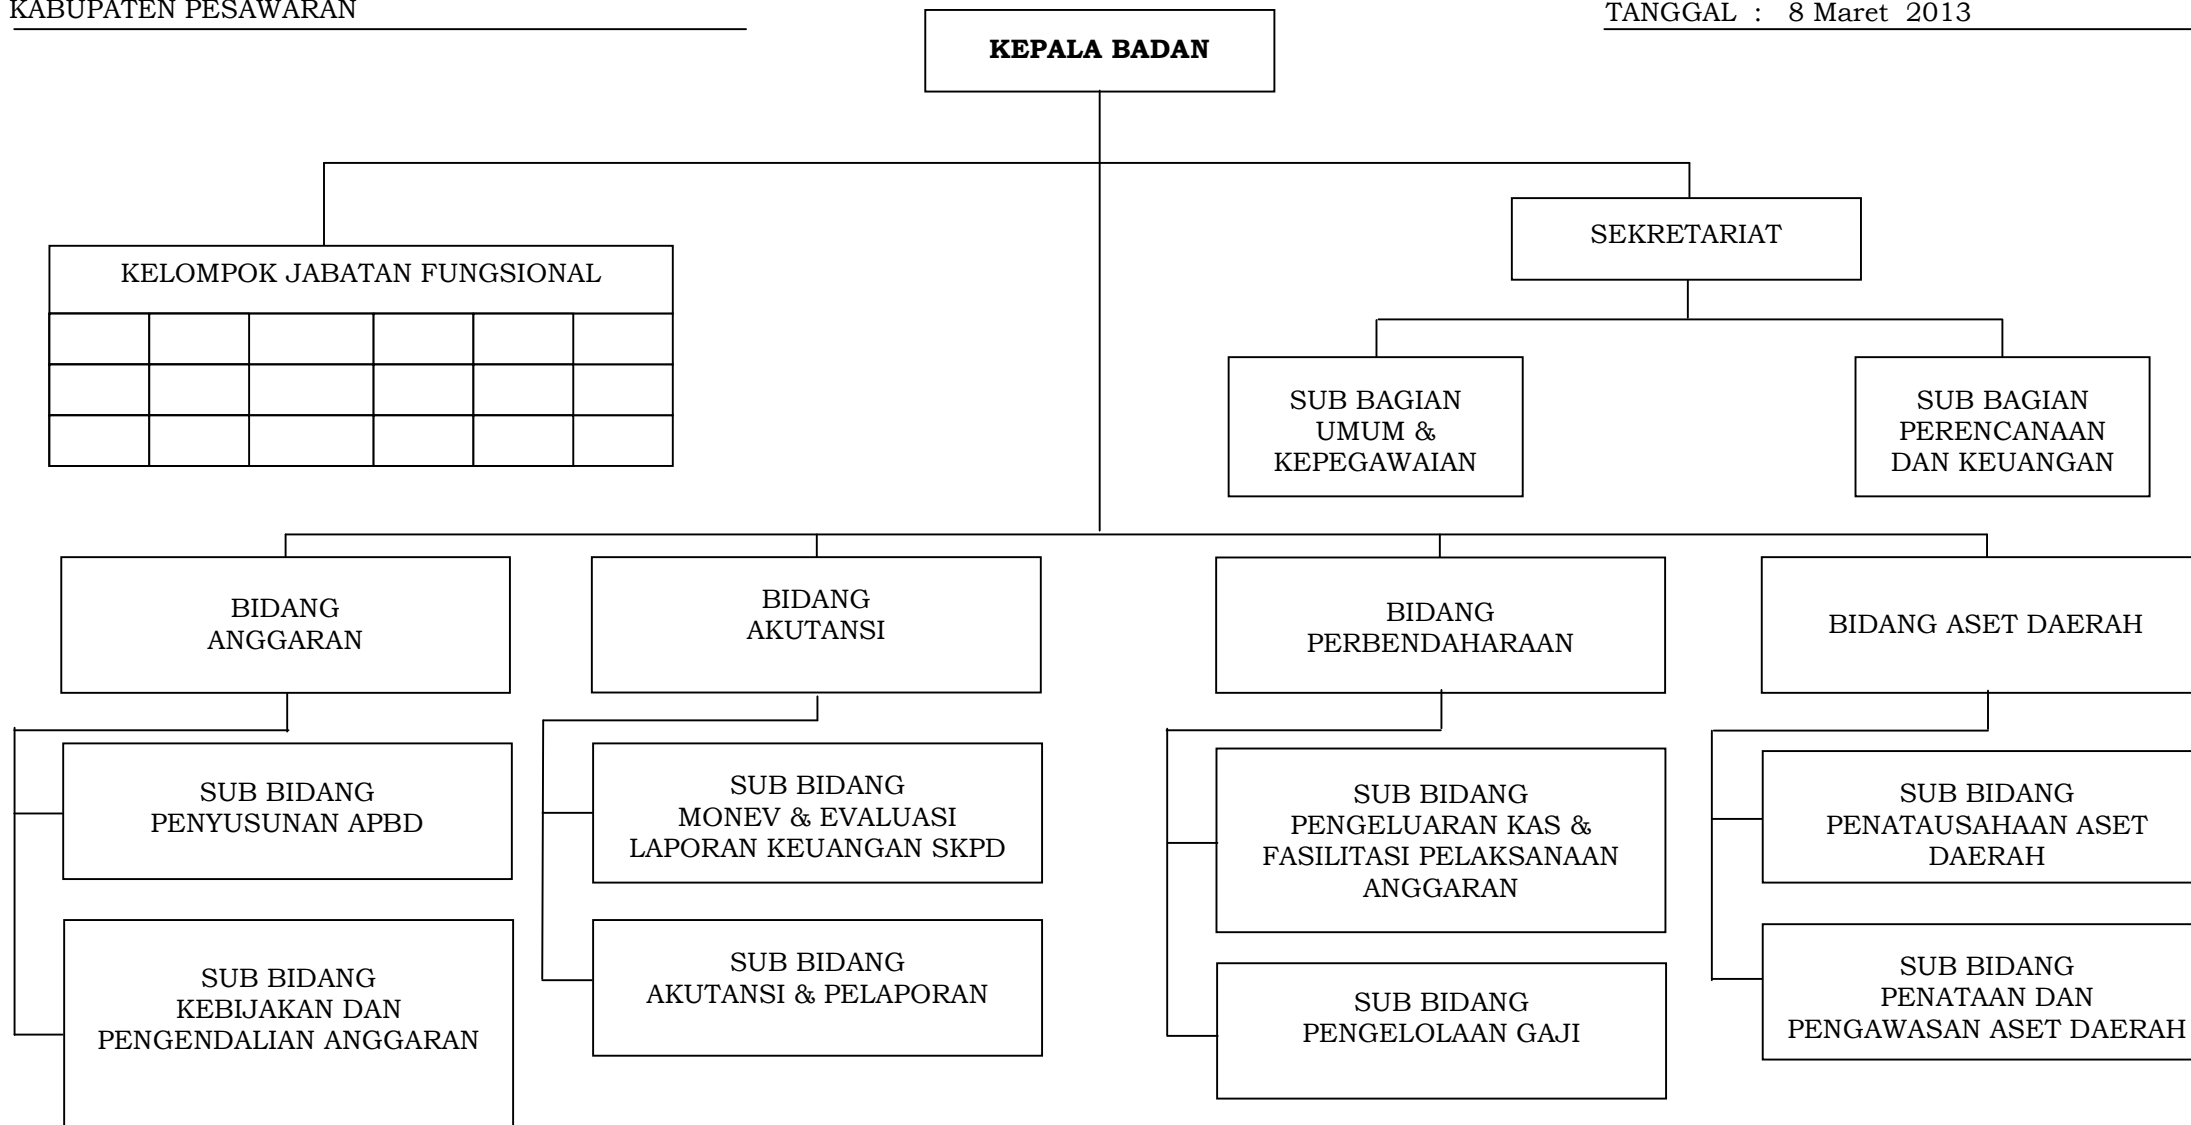 KABUPATEN PESAWARAN
TANGGAL : 8 Maret 2013
KEPALA BADAN
SEKRETARIAT
KELOMPOK JABATAN FUNGSIONAL
SUB BAGIAN
UMUM &
KEPEGAWAIAN
SUB BAGIAN
PERENCANAAN
DAN KEUANGAN
BIDANG
ANGGARAN
BIDANG
AKUTANSI
BIDANG
PERBENDAHARAAN
BIDANG ASET DAERAH
SUB BIDANG
PENYUSUNAN APBD
SUB BIDANG
MONEV & EVALUASI
LAPORAN KEUANGAN SKPD
SUB BIDANG
PENGELUARAN KAS &
FASILITASI PELAKSANAAN
ANGGARAN
SUB BIDANG
PENATAUSAHAAN ASET
DAERAH
SUB BIDANG
KEBIJAKAN DAN
PENGENDALIAN ANGGARAN
SUB BIDANG
AKUTANSI & PELAPORAN
SUB BIDANG
PENGELOLAAN GAJI
SUB BIDANG
PENATAAN DAN
PENGAWASAN ASET DAERAH